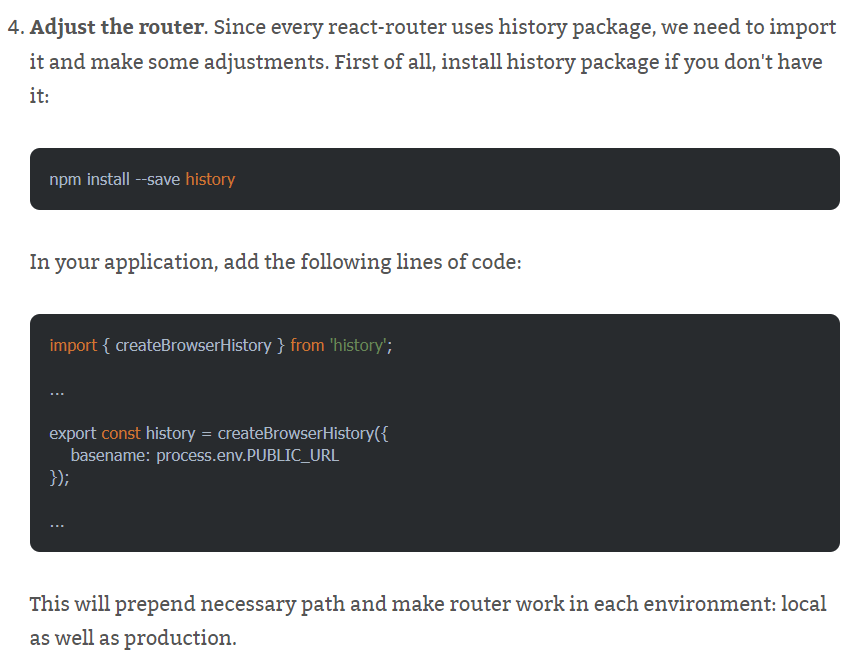 4. Adjust the router. Since every react-router uses history package, we need to import
it and make some adjustments. First of all, install history package if you don't have
it:
npm install --save history
In your application, add the following lines of code:
import { createBrowserHistory } from 'history';
...
export const history = createBrowserHistory({
basename: process.env.PUBLIC_URL
});
...
This will prepend necessary path and make router work in each environment: local
as well as production.